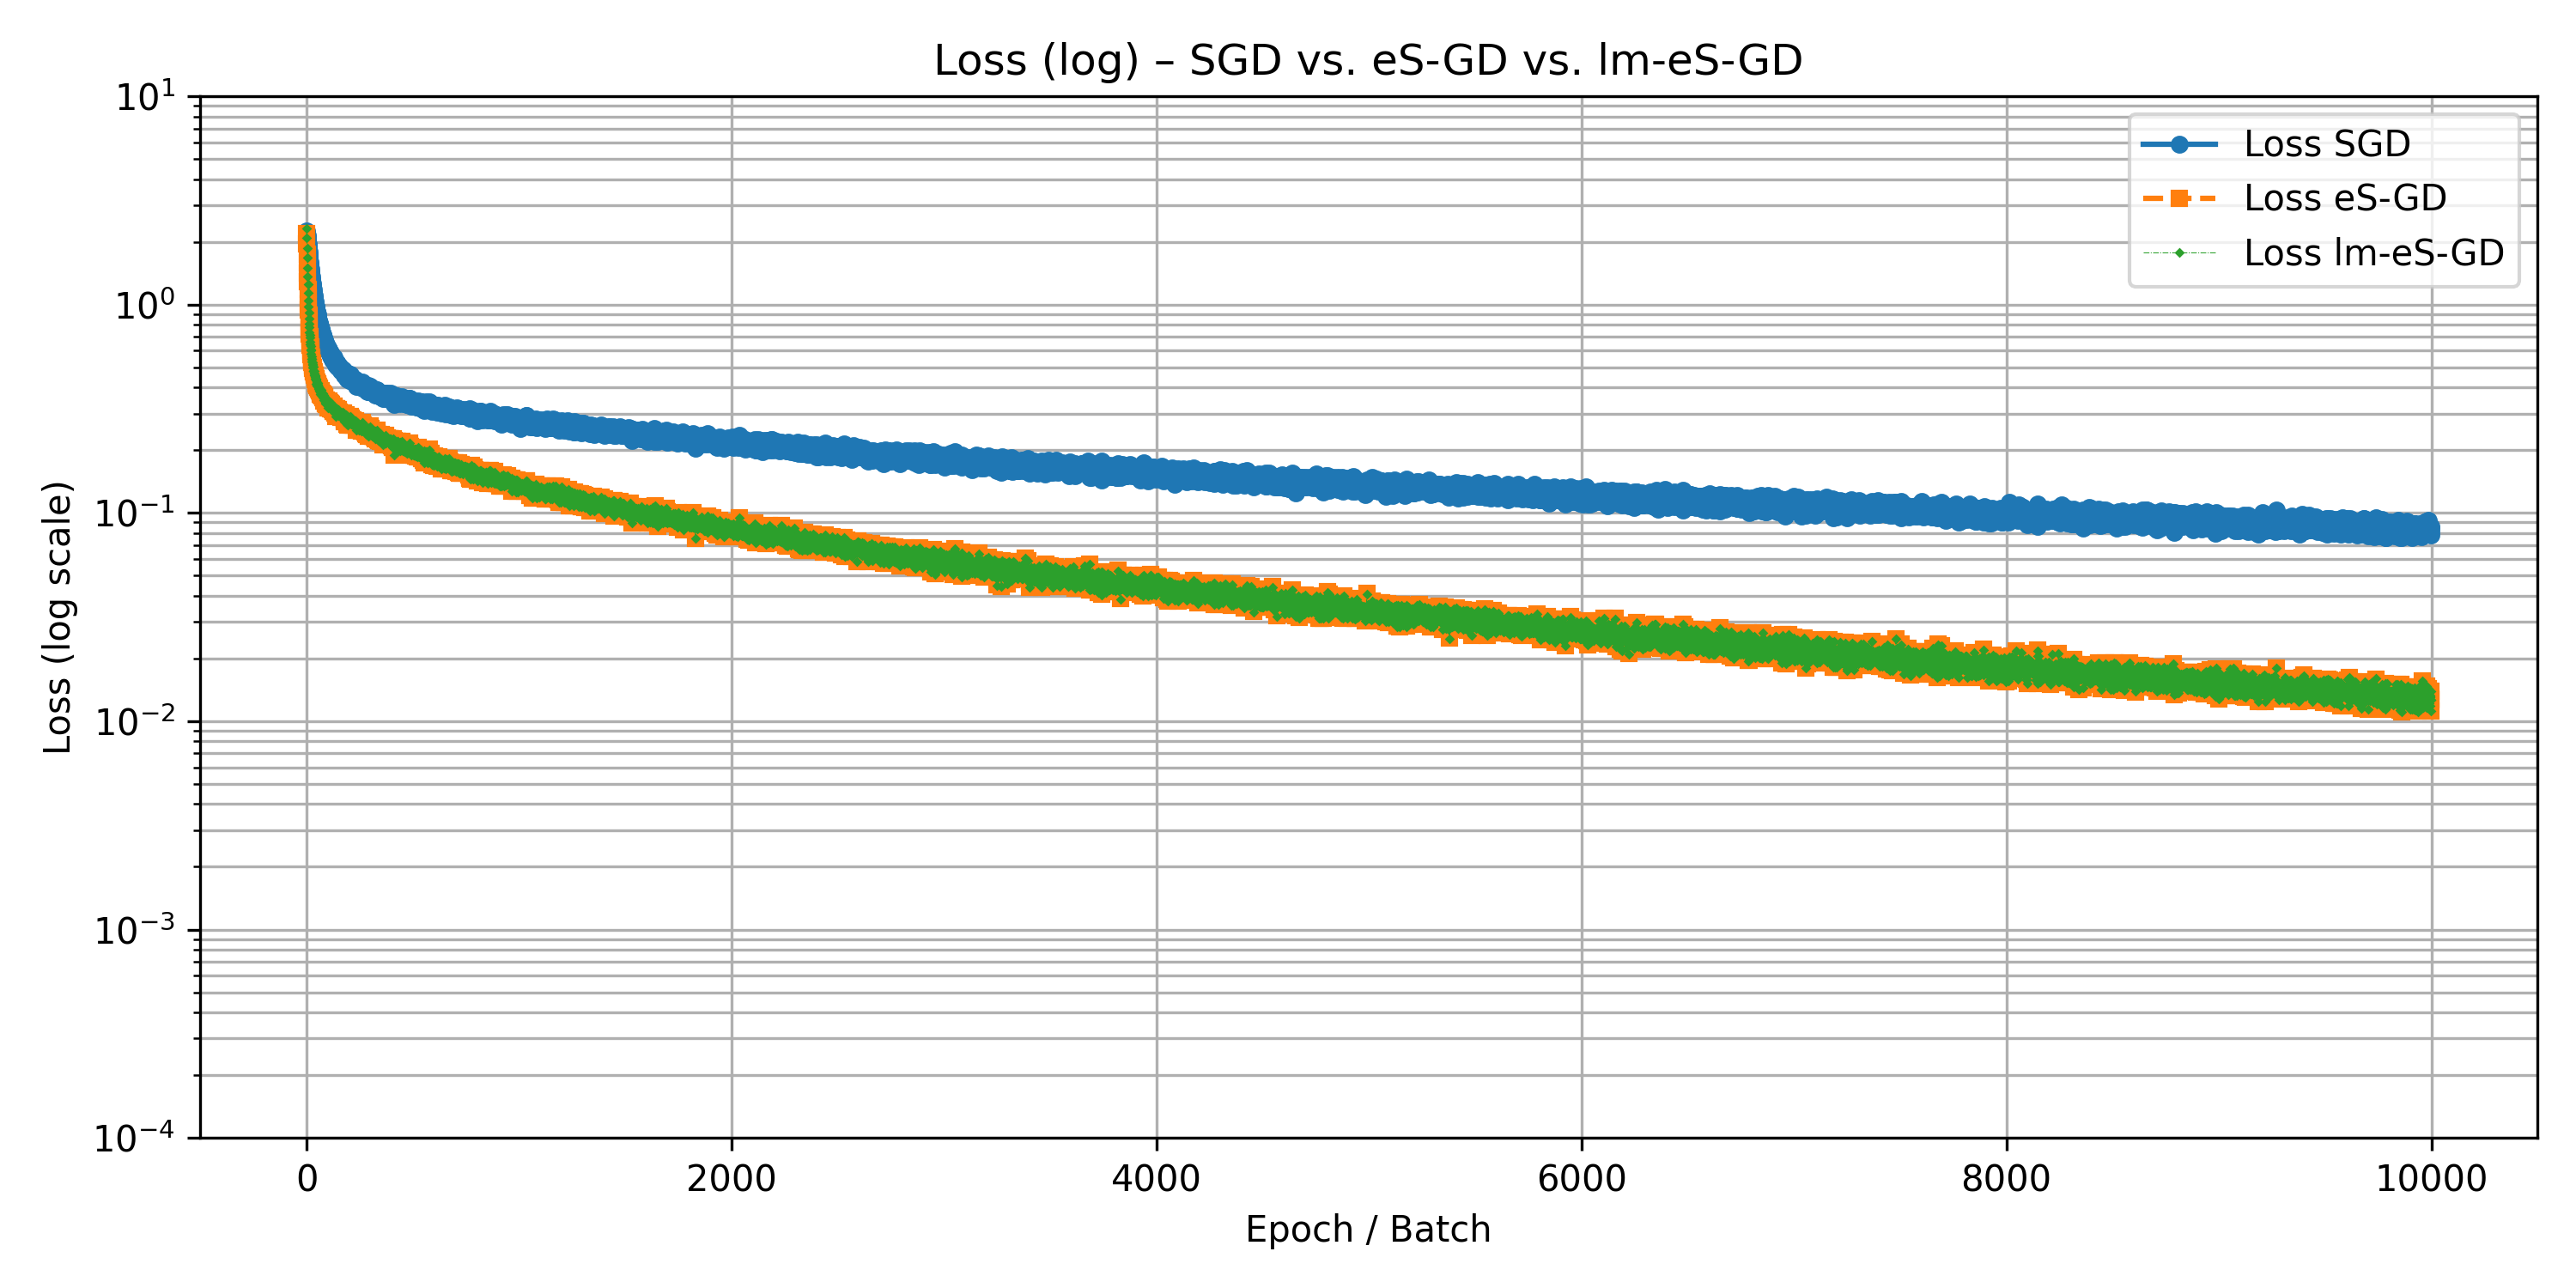 Loss (log) – SGD vs. eS-GD vs. lm-eS-GD
Loss SGD
Loss eS-GD
Loss lm-eS-GD
Loss (log scale)
10¹
10⁰
10⁻¹
10⁻²
10⁻³
10⁻⁴
0 2000 4000 6000 8000 10000
Epoch / Batch